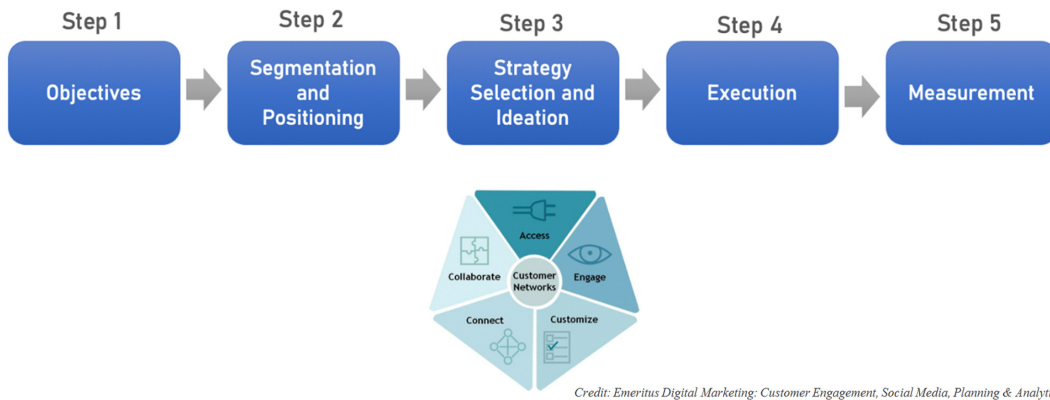 Step 1
Step 2
Step 3
Step 4
Step 5
Objectives
Segmentation
and
Positioning
Strategy
Selection and
Ideation
Execution
Measurement
Access
Collaborate
Customer
Networks
Engage
Connect
Customize
Credit: Emeritus Digital Marketing: Customer Engagement, Social Media, Planning & Analyt